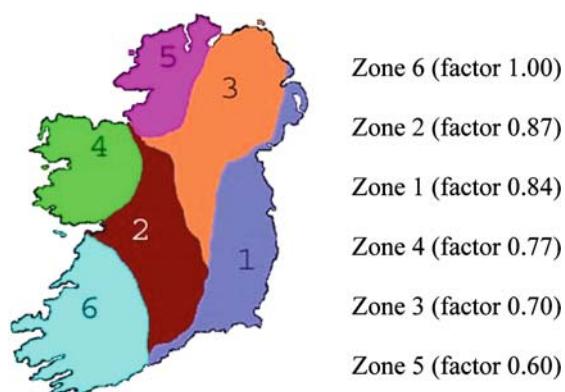 5
3
4
2
1
6
Zone 6 (factor 1.00)
Zone 2 (factor 0.87)
Zone 1 (factor 0.84)
Zone 4 (factor 0.77)
Zone 3 (factor 0.70)
Zone 5 (factor 0.60)